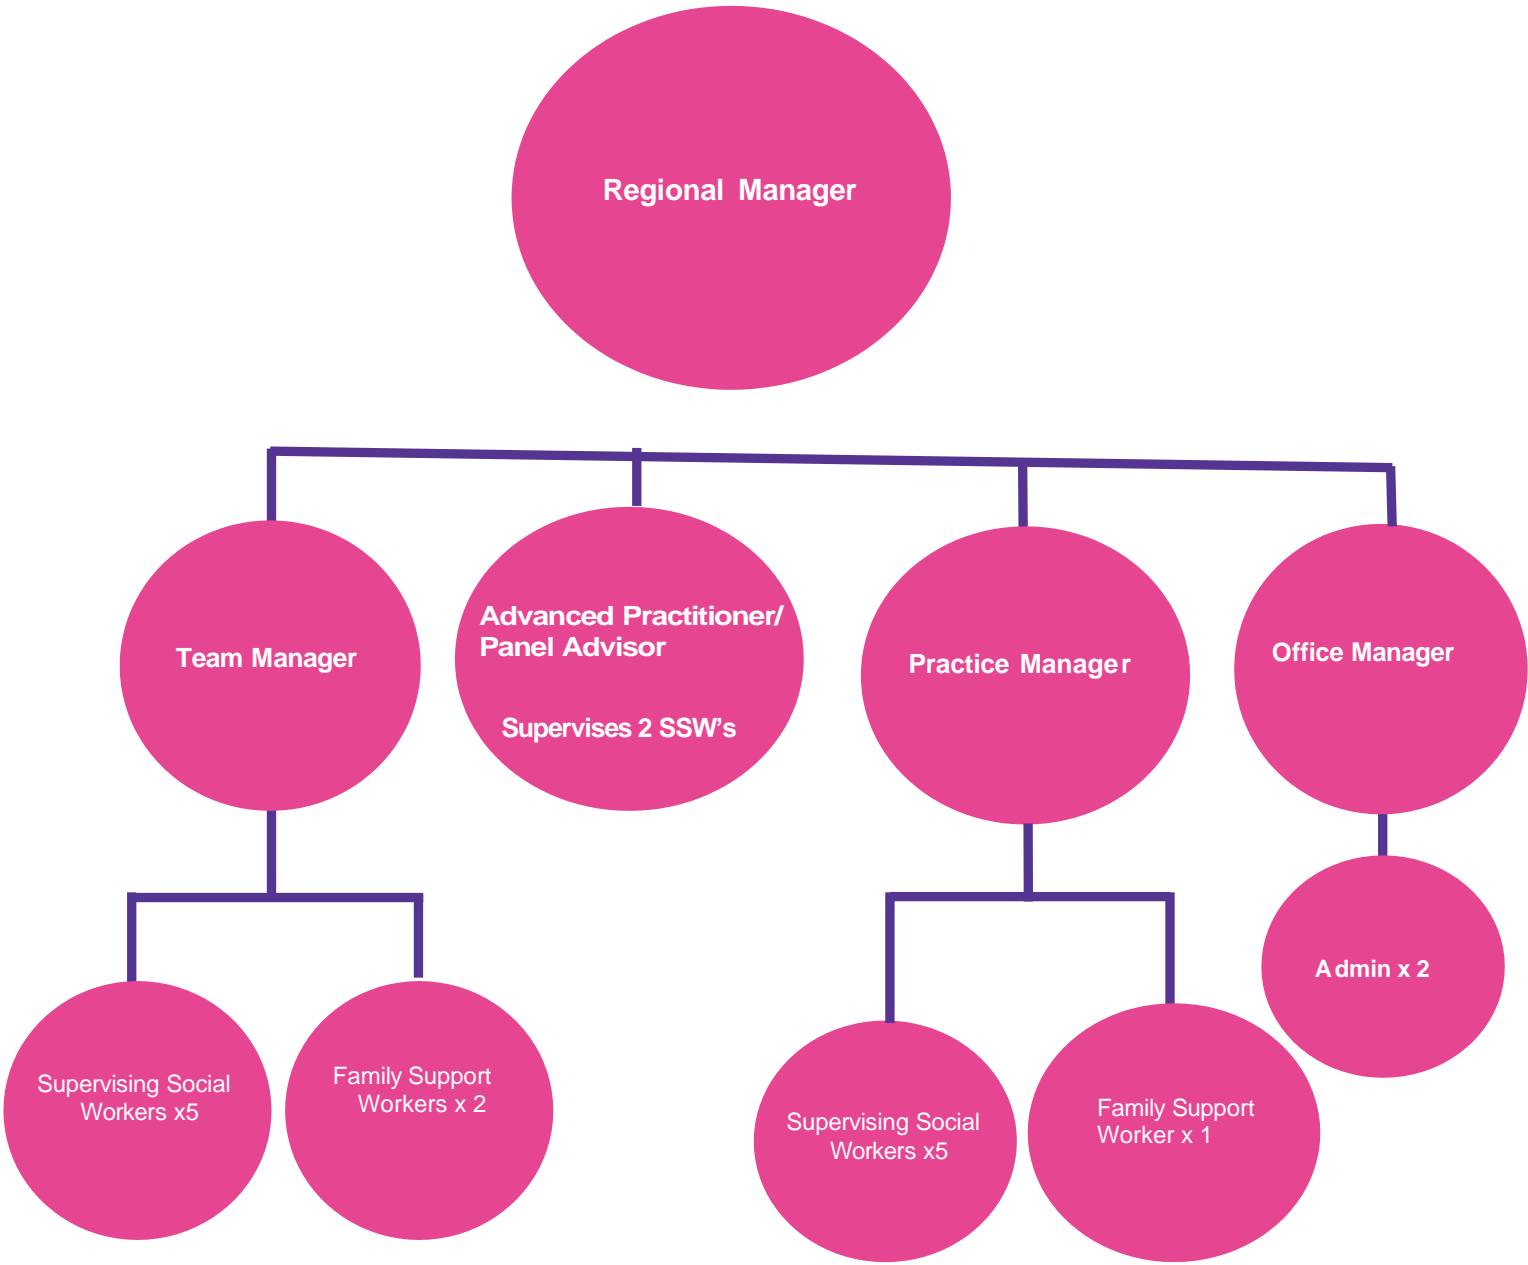 Regional Manager
Advanced Practitioner/
Panel Advisor
Supervises 2 SSW’s
Team Manager
Practice Manager
Office Manager
Admin x 2
Supervising Social
Workers x5
Family Support
Workers x 2
Supervising Social
Workers x5
Family Support
Worker x 1